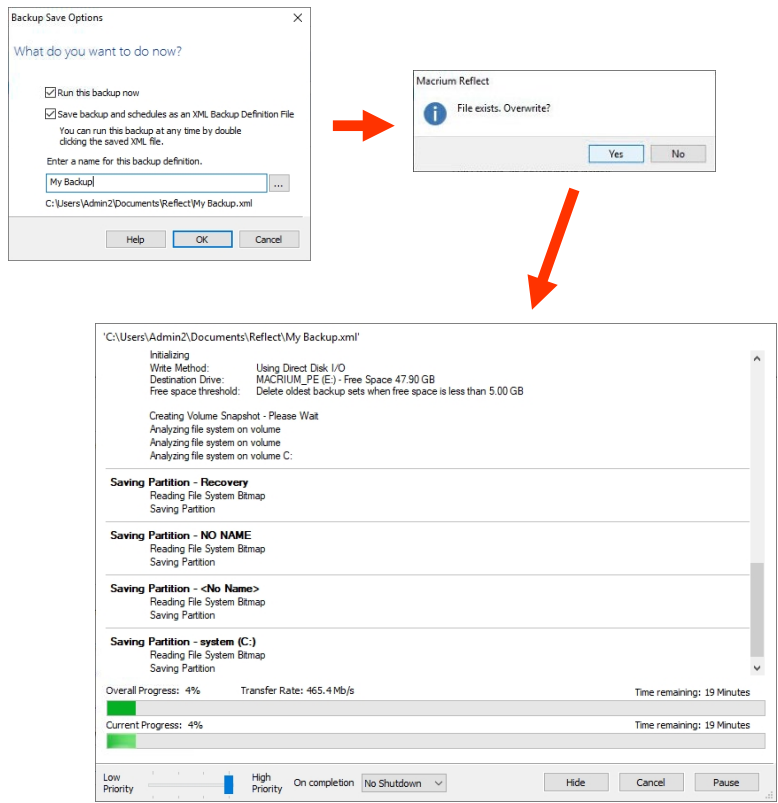 Backup Save Options
What do you want to do now?
Run this backup now
Save backup and schedules as an XML Backup Definition File
You can run this backup at any time by double
clicking the saved XML file.
Enter a name for this backup definition.
My Backup
...
C:\Users\Admin2\Documents\Reflect\My Backup.xml
Help OK Cancel
Macrium Reflect
File exists. Overwrite?
Yes No
'C:\Users\Admin2\Documents\Reflect\My Backup.xml'
Initializing
Write Method: Using Direct Disk I/O
Destination Drive: MACRIUM_PE (E:) - Free Space 47.90 GB
Free space threshold: Delete oldest backup sets when free space is less than 5.00 GB
Creating Volume Snapshot - Please Wait
Analyzing file system on volume
Analyzing file system on volume
Analyzing file system on volume C:
Saving Partition - Recovery
Reading File System Bitmap
Saving Partition
Saving Partition - NO NAME
Reading File System Bitmap
Saving Partition
Saving Partition - <No Name>
Reading File System Bitmap
Saving Partition
Saving Partition - system (C:)
Reading File System Bitmap
Saving Partition
Overall Progress: 4% Transfer Rate: 465.4 Mb/s Time remaining: 19 Minutes
Current Progress: 4% Time remaining: 19 Minutes
Low Priority High Priority On completion No Shutdown Hide Cancel Pause